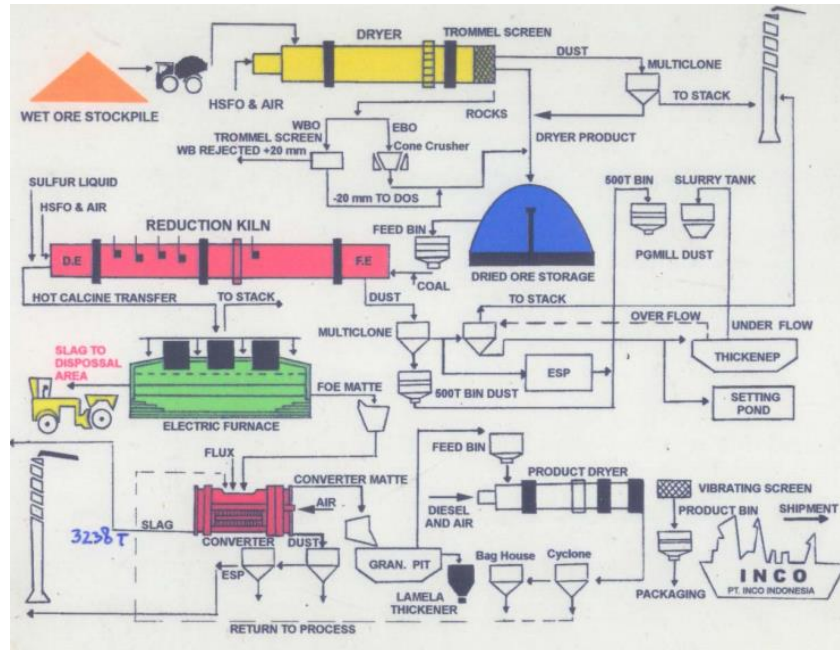 DRYER
TROMMEL SCREEN
DUST
MULTICLONE
TO STACK
WET ORE STOCKPILE
HSFO & AIR
ROCKS
DRYER PRODUCT
WBO
TROMMEL SCREEN
WB REJECTED +20 mm
EBO
Cone Crusher
-20 mm TO DOS
500T BIN
SLURRY TANK
PGMILL DUST
SULFUR LIQUID
HSFO & AIR
REDUCTION KILN
FEED BIN
D.E
F.E
COAL
DRIED ORE STORAGE
HOT CALCINE TRANSFER
TO STACK
DUST
TO STACK
MULTICLONE
OVER FLOW
UNDER FLOW
THICKENEP
SLAG TO
DISPOSSAL
AREA
FOE MATTE
500T BIN DUST
ESP
SETTING
POND
ELECTRIC FURNACE
FLUX
CONVERTER MATTE
FEED BIN
PRODUCT DRYER
VIBRATING SCREEN
AIR
DIESEL
AND AIR
PRODUCT BIN
SHIPMENT
3238 T
SLAG
CONVERTER
DUST
ESP
GRAN. PIT
LAMELA
THICKENER
Bag House
Cyclone
PACKAGING
INCO
PT. INCO INDONESIA
RETURN TO PROCESS